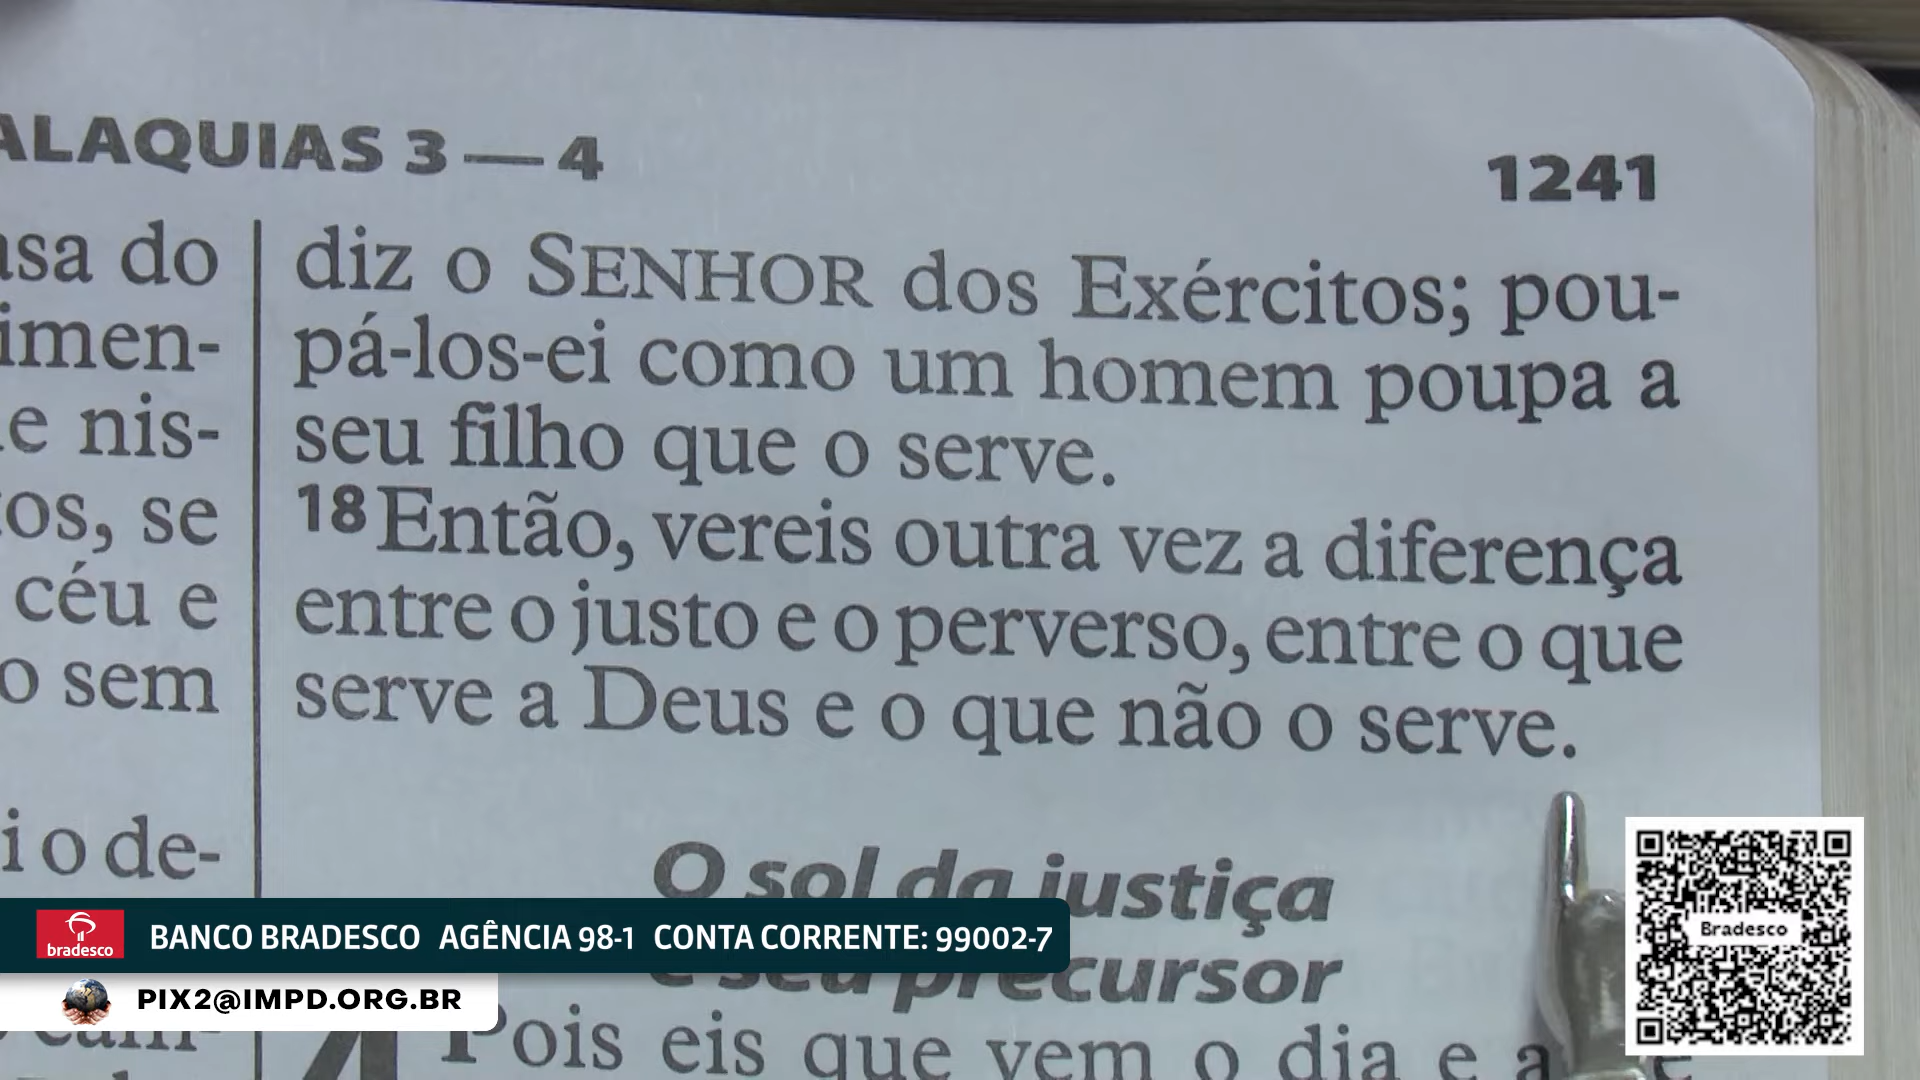 ALAQUIAS 3 — 4
1241
asa do
imen-
e nis-
os, se
céu e
o sem
i o de-
diz o SENHOR dos Exércitos; pou-
pá-los-ei como um homem poupa a
seu filho que o serve.
18 Então, vereis outra vez a diferença
entre o justo e o perverso, entre o que
serve a Deus e o que não o serve.
O sol da justiça
e seu precursor
4 Pois eis que vem o dia e a
bradesco
BANCO BRADESCO AGÊNCIA 98-1 CONTA CORRENTE: 99002-7
PIX2@IMPD.ORG.BR
Bradesco